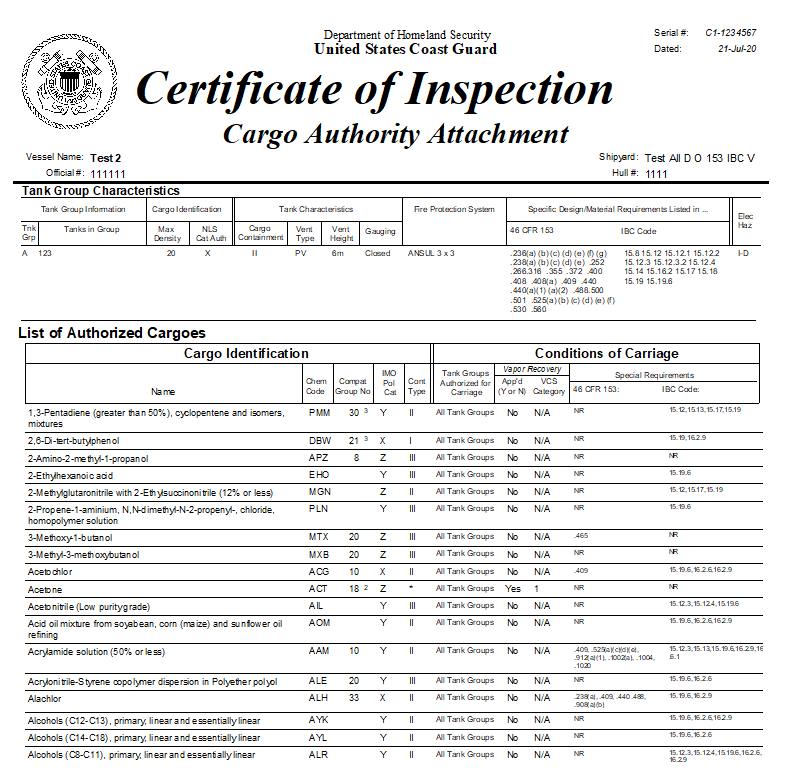 Department of Homeland Security
United States Coast Guard
Certificate of Inspection
Cargo Authority Attachment
Serial #: C1-1234567
Dated: 21-Jul-20
Vessel Name: Test 2
Official #: 111111
Shipyard: Test All D O 153 IBC V
Hull #: 1111
Tank Group Characteristics
Tank Group Information Cargo Identification Tank Characteristics Fire Protection System Specific Design/Material Requirements Listed in ... Elec Haz
Tnk Grp Tanks in Group Max Density NLS Cat Auth Cargo Containment Vent Type Vent Height Gauging 46 CFR 153 IBC Code
A 123 20 X II PV 6m Closed ANSUL 3 x 3 .236(a)(b)(c)(d)(e)(f)(g) 15.8 15.12 15.12.1 15.12.2 I-D
.238(a)(b)(c)(d)(e) .252 15.12.3 15.12.3.2 15.12.4
.266.316 .355 .372 .400 15.14 15.16.2 15.17 15.18
.408 .408(a) .409 .440 15.19 15.19.6
.440(a)(1) (a)(2) .488.500
.501 .525(a)(b)(c)(d)(e)(f)
.530 .560
List of Authorized Cargoes
Cargo Identification Conditions of Carriage
Name Chem Code Compat Group No IMO Pol Cat Cont Type Tank Groups Authorized for Carriage Vapor Recovery App'd (Y or N) VCS Category Special Requirements 46 CFR 153: IBC Code:
1,3-Pentadiene (greater than 50%), cyclopentene and isomers, PMM 30 3 Y II All Tank Groups No N/A NR 15.12,15.13,15.17,15.19
mixtures
2,6-Di-tert-butylphenol DBW 21 3 X I All Tank Groups No N/A NR 15.19,16.2.9
2-Amino-2-methyl-1-propanol APZ 8 Z III All Tank Groups No N/A NR NR
2-Ethylhexanoic acid EHO Y III All Tank Groups No N/A NR 15.19.6
2-Methylglutaronitrile with 2-Ethylsuccinonitrile (12% or less) MGN Z II All Tank Groups No N/A NR 15.12,15.17,15.19
2-Propene-1-aminium, N,N-dimethyl-N-2-propenyl-, chloride, PLN Y III All Tank Groups No N/A NR 15.19.6
homopolymer solution
3-Methoxy-1-butanol MTX 20 Z III All Tank Groups No N/A .465 NR
3-Methyl-3-methoxybutanol MXB 20 Z III All Tank Groups No N/A NR NR
Acetochlor ACG 10 X II All Tank Groups No N/A .409 15.19.6,16.2.6,16.2.9
Acetone ACT 18 2 Z * All Tank Groups Yes 1 NR NR
Acetonitrile (Low purity grade) AIL Y III All Tank Groups No N/A NR 15.12.3,15.12.4,15.19.6
Acid oil mixture from soyabean, corn (maize) and sunflower oil AOM Y II All Tank Groups No N/A NR 15.19.6,16.2.6,16.2.9
refining
Acrylamide solution (50% or less) AAM 10 Y II All Tank Groups No N/A .409, .525(a)(c)(d)(e), 15.12.3,15.13,15.19.6,16.2.9,16
.912(a)(1), .1002(a), .1004, .6.1
.1020
Acrylonitrile-Styrene copolymer dispersion in Polyether polyol ALE 20 Y III All Tank Groups No N/A NR 15.19.6,16.2.6
Alachlor ALH 33 X II All Tank Groups No N/A .238(a), .409, .440 .488, 15.19.6,16.2.6,16.2.9
.908(a)(b)
Alcohols (C12-C13), primary, linear and essentially linear AYK Y II All Tank Groups No N/A NR 15.19.6,16.2.6,16.2.9
Alcohols (C14-C18), primary, linear and essentially linear AYL Y II All Tank Groups No N/A NR 15.19.6,16.2.6
Alcohols (C8-C11), primary, linear and essentially linear ALR Y II All Tank Groups No N/A NR 15.12.3,15.12.4,15.19.6,16.2.6,
16.2.9